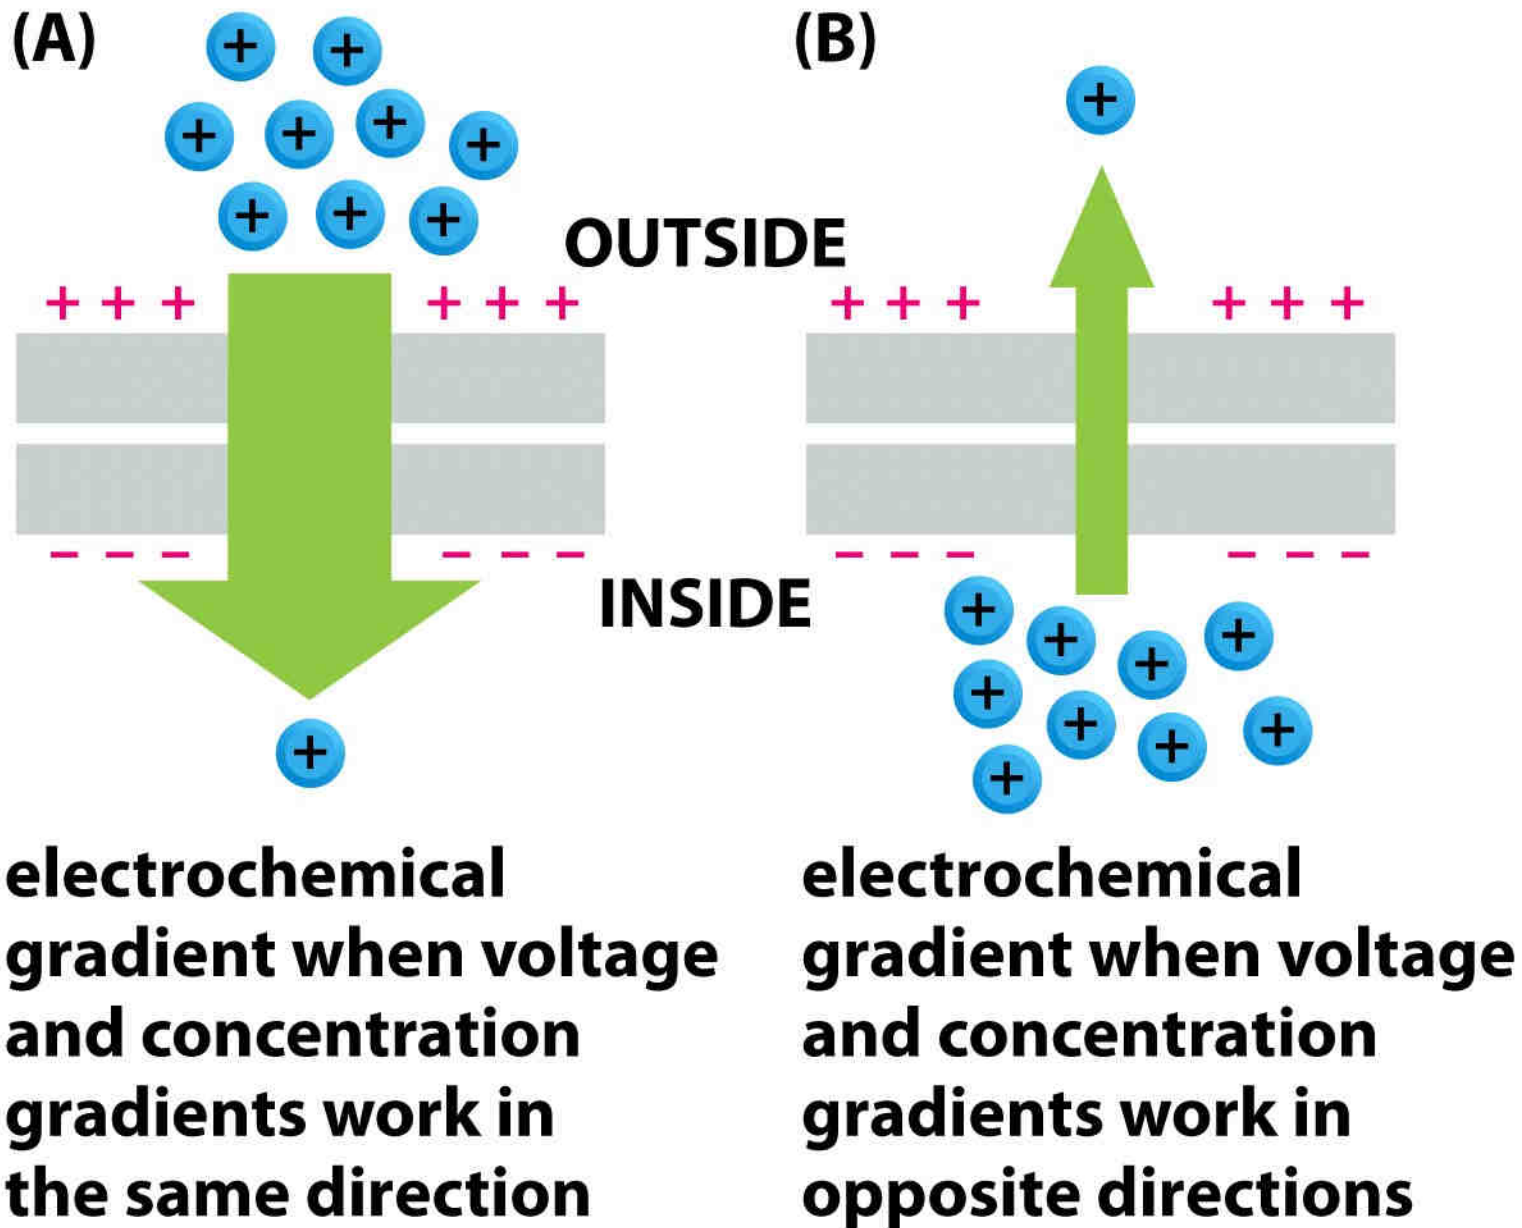 (A)
(B)
+ +
+
+ + + +
+ + +
OUTSIDE
+ + + + + +
+ + + + + +
− − − − − −
− − − − − −
INSIDE
+ + + +
+
+ + + +
+
electrochemical
gradient when voltage
and concentration
gradients work in
the same direction
electrochemical
gradient when voltage
and concentration
gradients work in
opposite directions